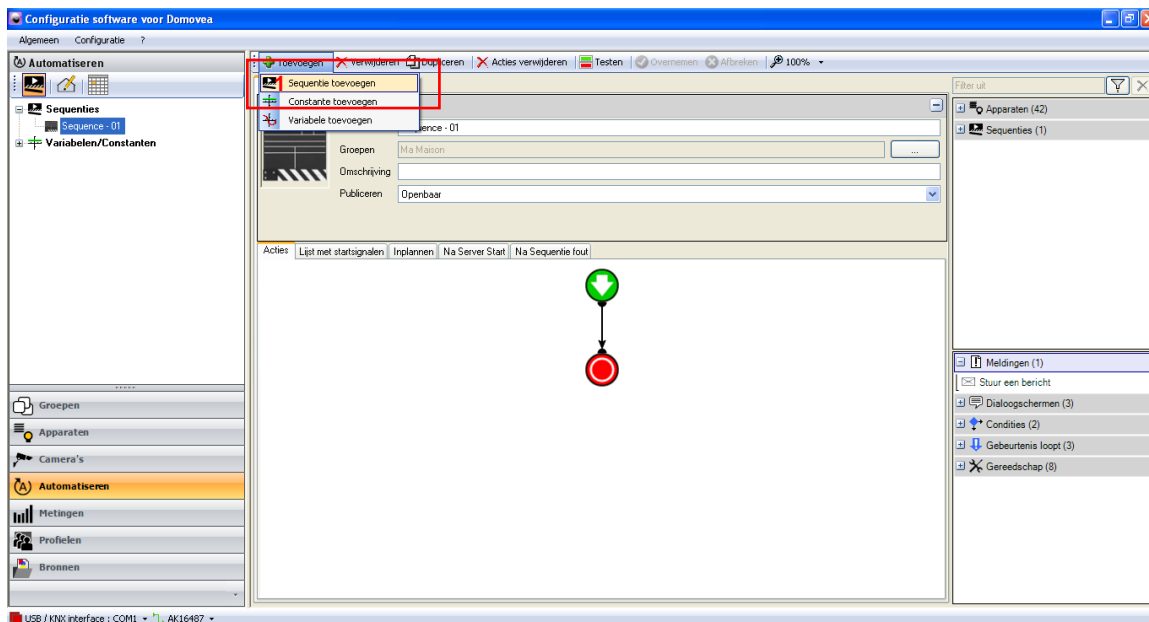 Configuratie software voor Domovea
Algemeen Configuratie ?
Automatiseren
Sequenties
Sequence - 01
Variabelen/Constanten
Groepen
Apparaten
Camera's
Automatiseren
Metingen
Profielen
Bronnen
Toevoegen Verwijderen Dupliceren Acties verwijderen Testen Overnemen Afbreken 100%
1
Sequentie toevoegen
Constante toevoegen
Variabele toevoegen
- 01
Groepen Ma Maison ...
Omschrijving
Publiceren Openbaar
Acties Lijst met startsignalen Inplannen Na Server Start Na Sequentie fout
Filter uit
Apparaten (42)
Sequenties (1)
Meldingen (1)
Stuur een bericht
Dialoogschermen (3)
Condities (2)
Gebeurtenis loopt (3)
Gereedschap (8)
USB / KNX interface : COM1 AK16487